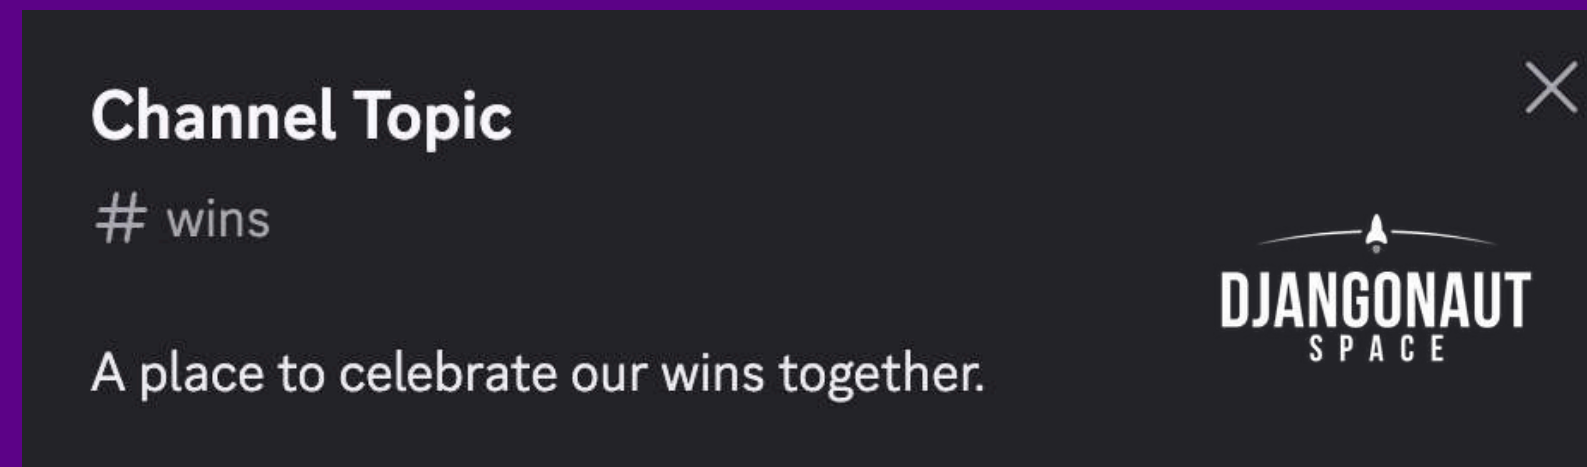 Channel Topic
# wins
A place to celebrate our wins together.
DJANGONAUT
SPACE